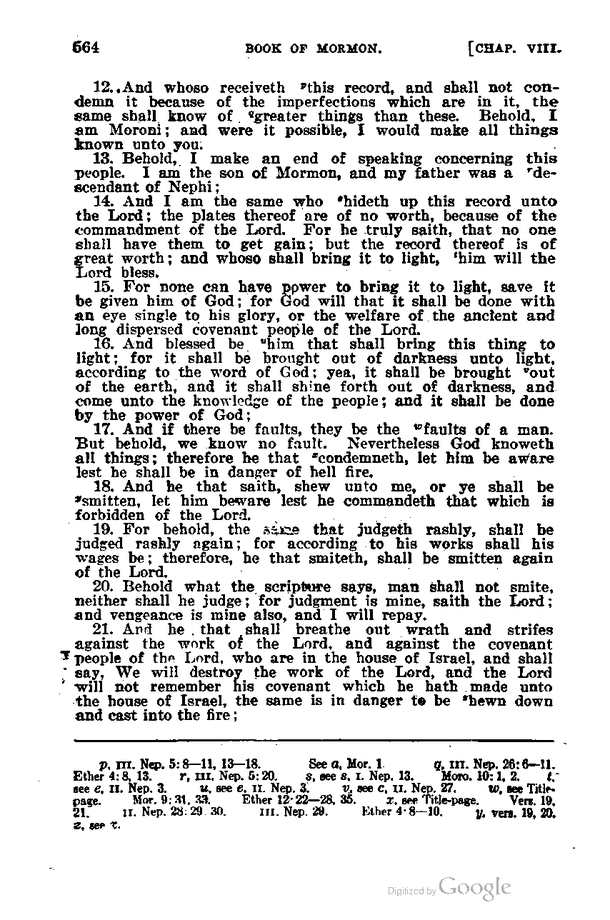 564 BOOK OF MORMON. [CHAP. VIII.
12. And whoso receiveth ᵖthis record, and shall not con-
demn it because of the imperfections which are in it, the
same shall know of ᑫgreater things than these. Behold, I
am Moroni; and were it possible, I would make all things
known unto you.
13. Behold, I make an end of speaking concerning this
people. I am the son of Mormon, and my father was a ʳde-
scendant of Nephi;
14. And I am the same who ˢhideth up this record unto
the Lord; the plates thereof are of no worth, because of the
commandment of the Lord. For he truly saith, that no one
shall have them to get gain; but the record thereof is of
great worth; and whoso shall bring it to light, ᵗhim will the
Lord bless.
15. For none can have power to bring it to light, save it
be given him of God; for God will that it shall be done with
an eye single to his glory, or the welfare of the ancient and
long dispersed covenant people of the Lord.
16. And blessed be ᵘhim that shall bring this thing to
light; for it shall be brought out of darkness unto light,
according to the word of God; yea, it shall be brought ᵛout
of the earth, and it shall shine forth out of darkness, and
come unto the knowledge of the people; and it shall be done
by the power of God;
17. And if there be faults, they be the ʷfaults of a man.
But behold, we know no fault. Nevertheless God knoweth
all things; therefore he that ˣcondemneth, let him be aware
lest he shall be in danger of hell fire.
18. And he that saith, shew unto me, or ye shall be
ʸsmitten, let him beware lest he commandeth that which is
forbidden of the Lord.
19. For behold, the same that judgeth rashly, shall be
judged rashly again; for according to his works shall his
wages be; therefore, he that smiteth, shall be smitten again
of the Lord.
20. Behold what the scripture says, man shall not smite,
neither shall he judge; for judgment is mine, saith the Lord;
and vengeance is mine also, and I will repay.
21. And he that shall breathe out wrath and strifes
against the work of the Lord, and against the covenant
people of the Lord, who are in the house of Israel, and shall
say, We will destroy the work of the Lord, and the Lord
will not remember his covenant which he hath made unto
the house of Israel, the same is in danger to be ᶻhewn down
and cast into the fire;
p, III. Nep. 5: 8—11, 13—18. See a, Mor. 1. q, III. Nep. 26: 6—11.
Ether 4: 8, 13. r, III, Nep. 5: 20. s, see s, I. Nep. 13. Moro. 10: 1, 2. t,
see e, II. Nep. 3. u, see e, II. Nep. 3. v, see c, II. Nep. 27. w, see Title-
page. Mor. 9: 31, 33. Ether 12: 22—28, 35. x, see Title-page. Vers. 19,
21. II. Nep. 28: 29, 30. III. Nep. 29. Ether 4: 8—10. y, vers. 19, 20.
z, see x.
Digitized by Google